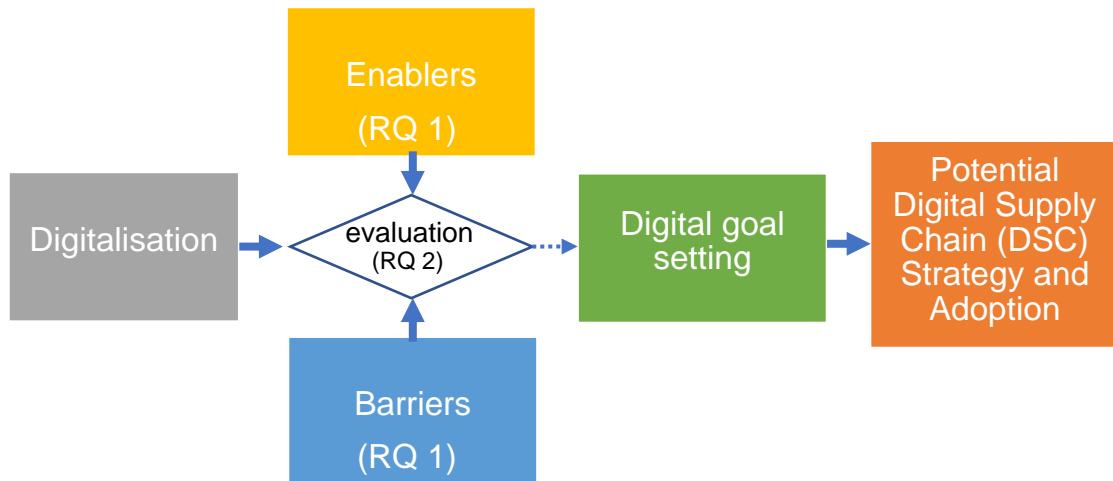 Enablers
(RQ 1)
Digitalisation
evaluation
(RQ 2)
Digital goal
setting
Potential
Digital Supply
Chain (DSC)
Strategy and
Adoption
Barriers
(RQ 1)